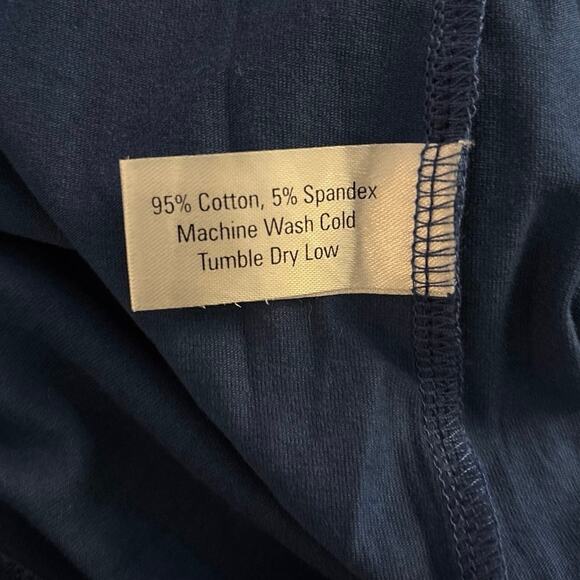 95% Cotton, 5% Spandex
Machine Wash Cold
Tumble Dry Low